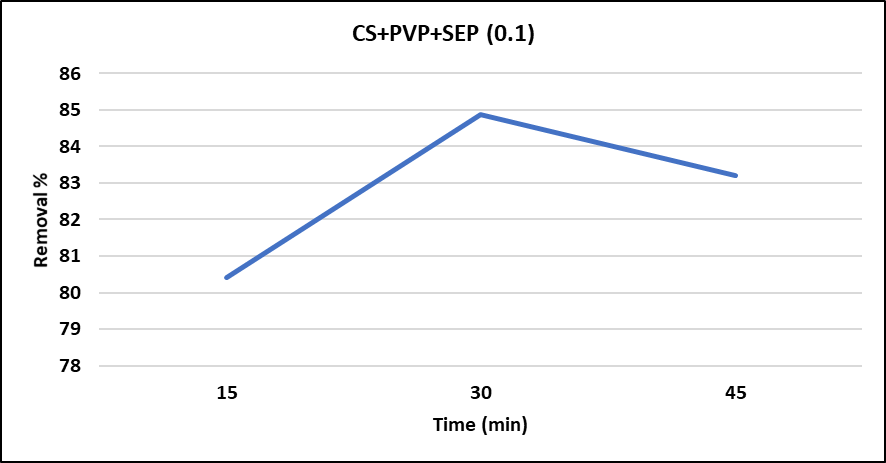 CS+PVP+SEP (0.1)
86
85
84
83
82
81
80
79
78
Removal %
15 30 45
Time (min)